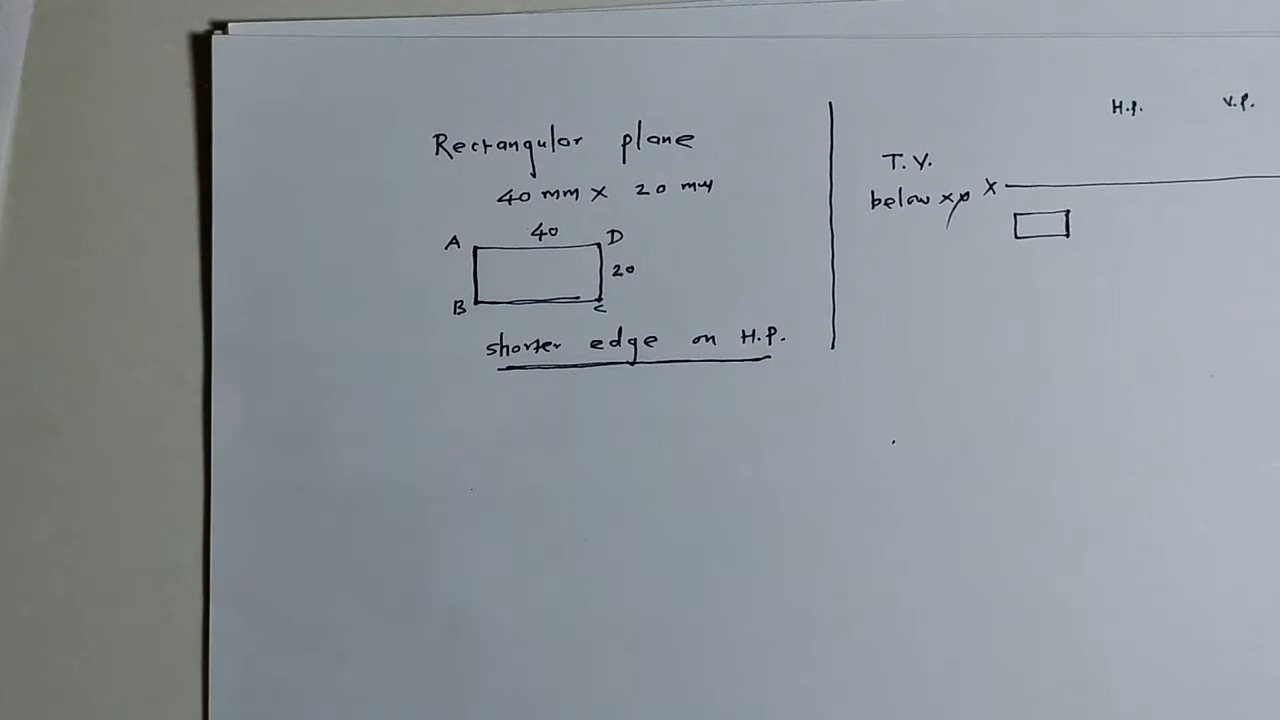 Rectangular plane
40 mm x 20 mm
A 40 D
20
B C
shorter edge on H.P.
H.P. V.P.
T.V.
below xy X